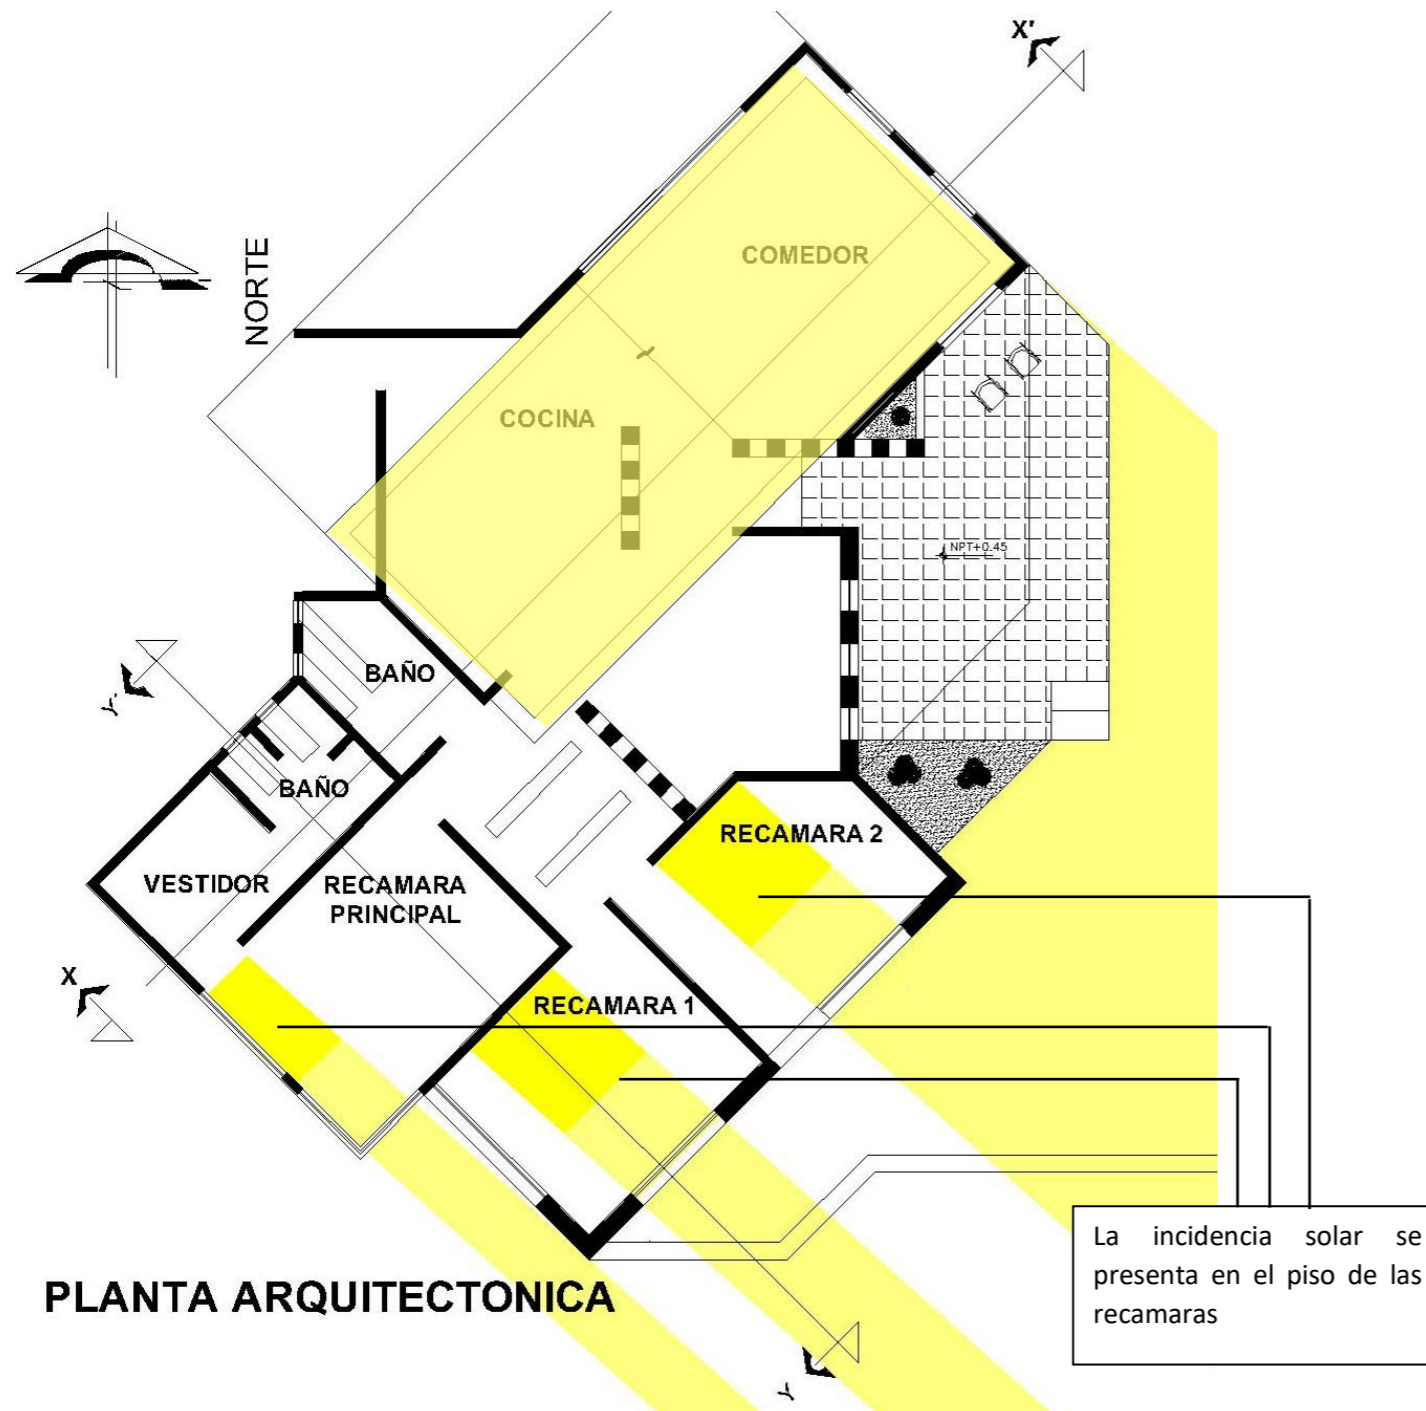 X'
NORTE
COMEDOR
COCINA
NPT+0.45
BAÑO
Y'
BAÑO
RECAMARA 2
VESTIDOR
RECAMARA
PRINCIPAL
X
RECAMARA 1
La incidencia solar se
presenta en el piso de las
recamaras
PLANTA ARQUITECTONICA
Y